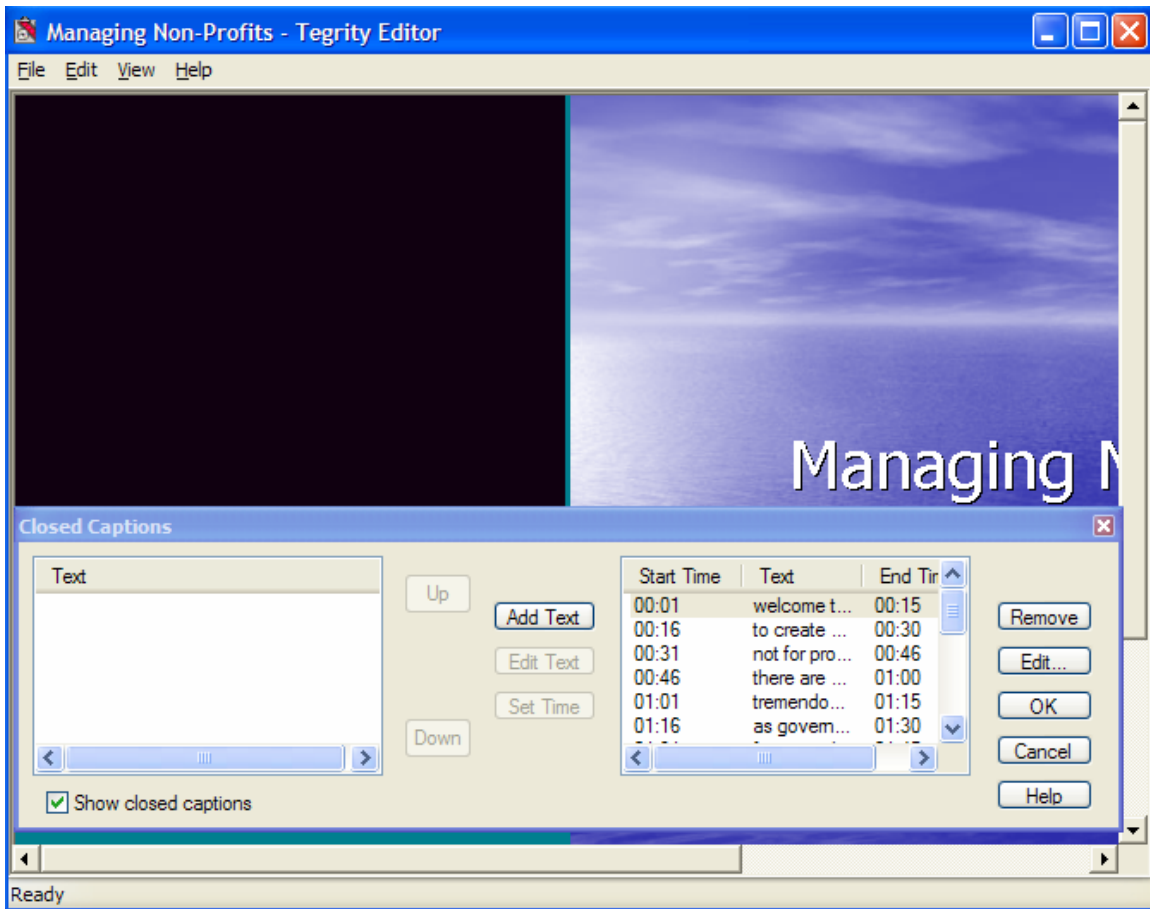 Managing Non-Profits - Tegrity Editor
File Edit View Help
Managing
Closed Captions
Text
Up
Down
Add Text
Edit Text
Set Time
Start Time Text End Tir
00:01 welcome t... 00:15
00:16 to create ... 00:30
00:31 not for pro... 00:46
00:46 there are ... 01:00
01:01 tremendo... 01:15
01:16 as govern... 01:30
Remove
Edit...
OK
Cancel
Help
Show closed captions
Ready